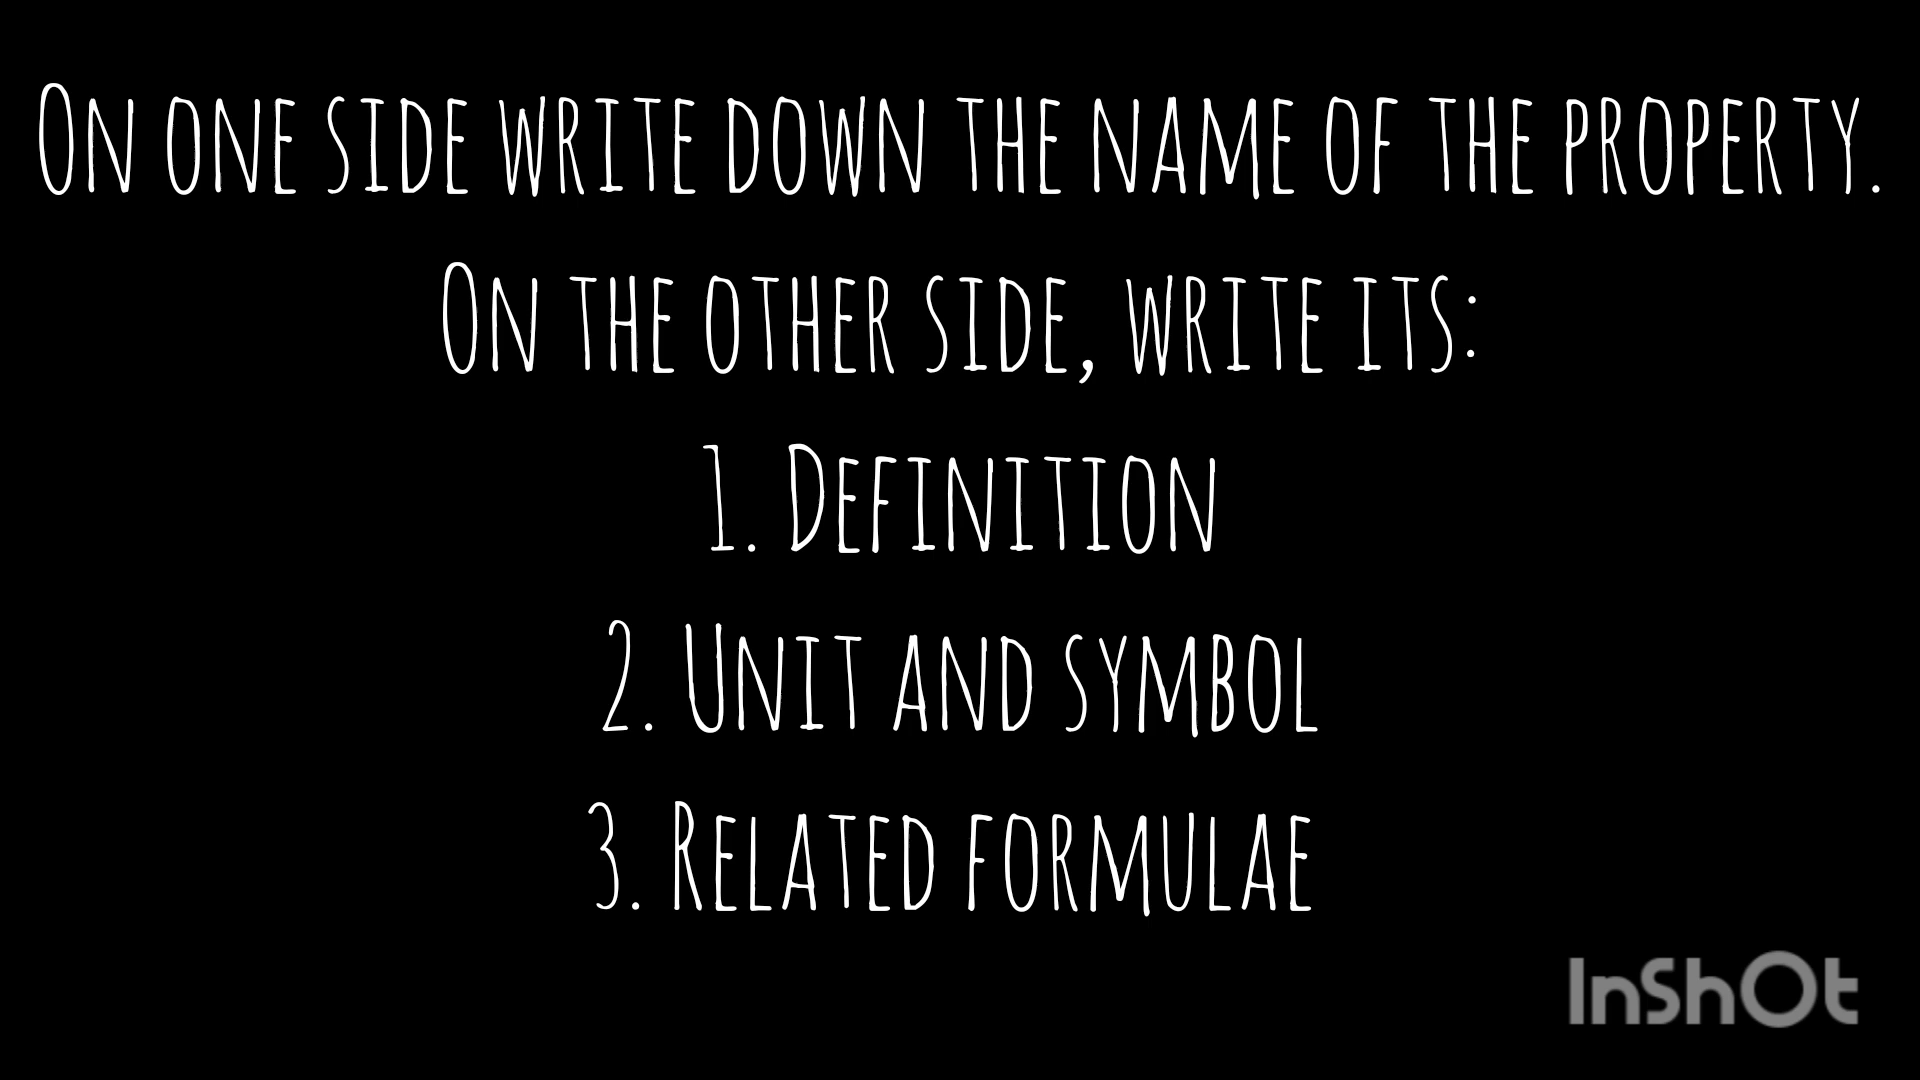 On one side write down the name of the property.
On the other side, write its:
1. Definition
2. Unit and symbol
3. Related formulae
InShOt